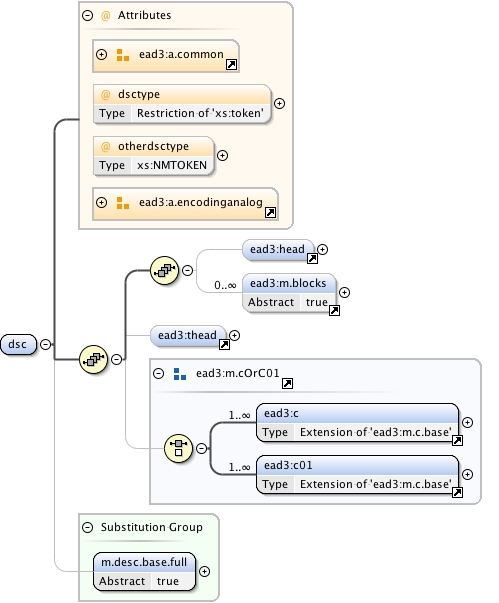 @ Attributes
ead3:a.common
@ dsctype
Type Restriction of 'xs:token'
@ otherdsctype
Type xs:NMTOKEN
ead3:a.encodinganalog
ead3:head
0..∞ ead3:m.blocks
Abstract true
ead3:thead
dsc
ead3:m.cOrC01
1..∞ ead3:c
Type Extension of 'ead3:m.c.base'
1..∞ ead3:c01
Type Extension of 'ead3:m.c.base'
Substitution Group
m.desc.base.full
Abstract true